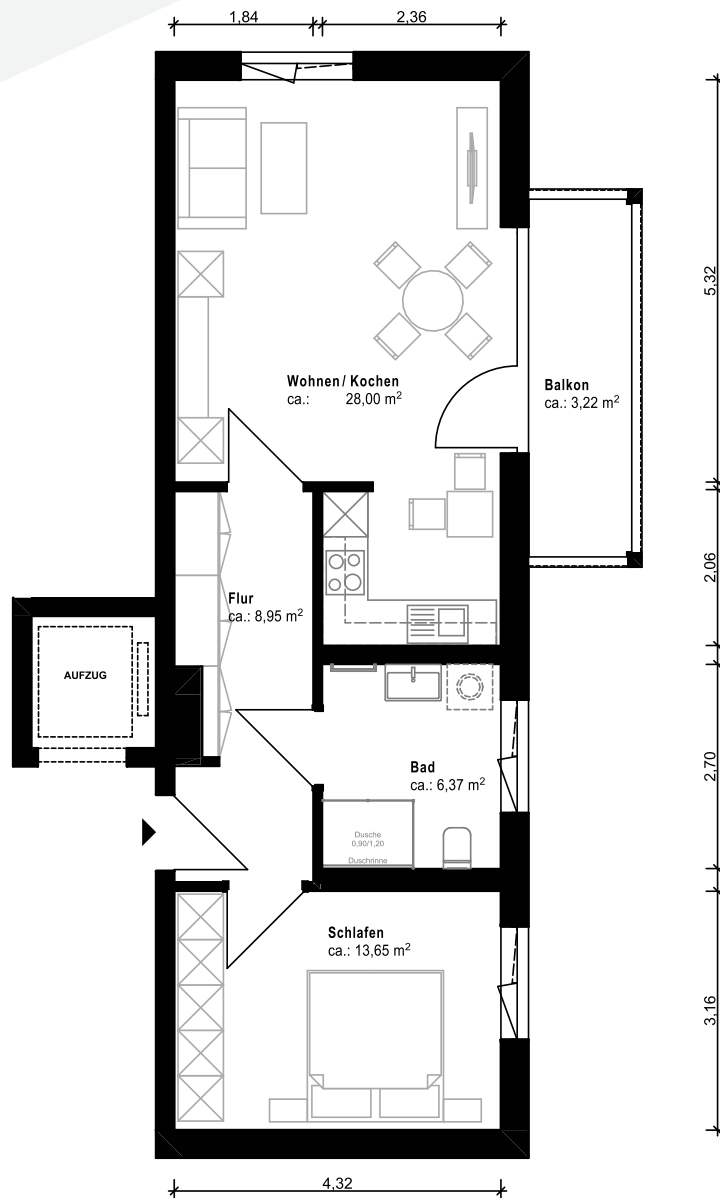 1,84
2,36
5,32
Wohnen / Kochen
ca.: 28,00 m²
Balkon
ca.: 3,22 m²
2,06
Flur
ca.: 8,95 m²
AUFZUG
2,70
Bad
ca.: 6,37 m²
Dusche
0,90/1,20
Duschrinne
Schlafen
ca.: 13,65 m²
3,16
4,32